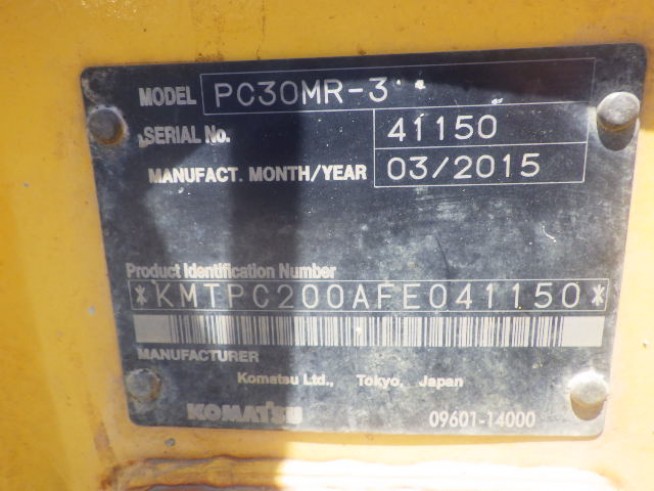 MODEL PC30MR-3
SERIAL No. 41150
MANUFACT. MONTH/YEAR 03/2015
Product Identification Number
*KMTPC200AFE041150*
MANUFACTURER
Komatsu Ltd., Tokyo, Japan
KOMATSU 09601-14000